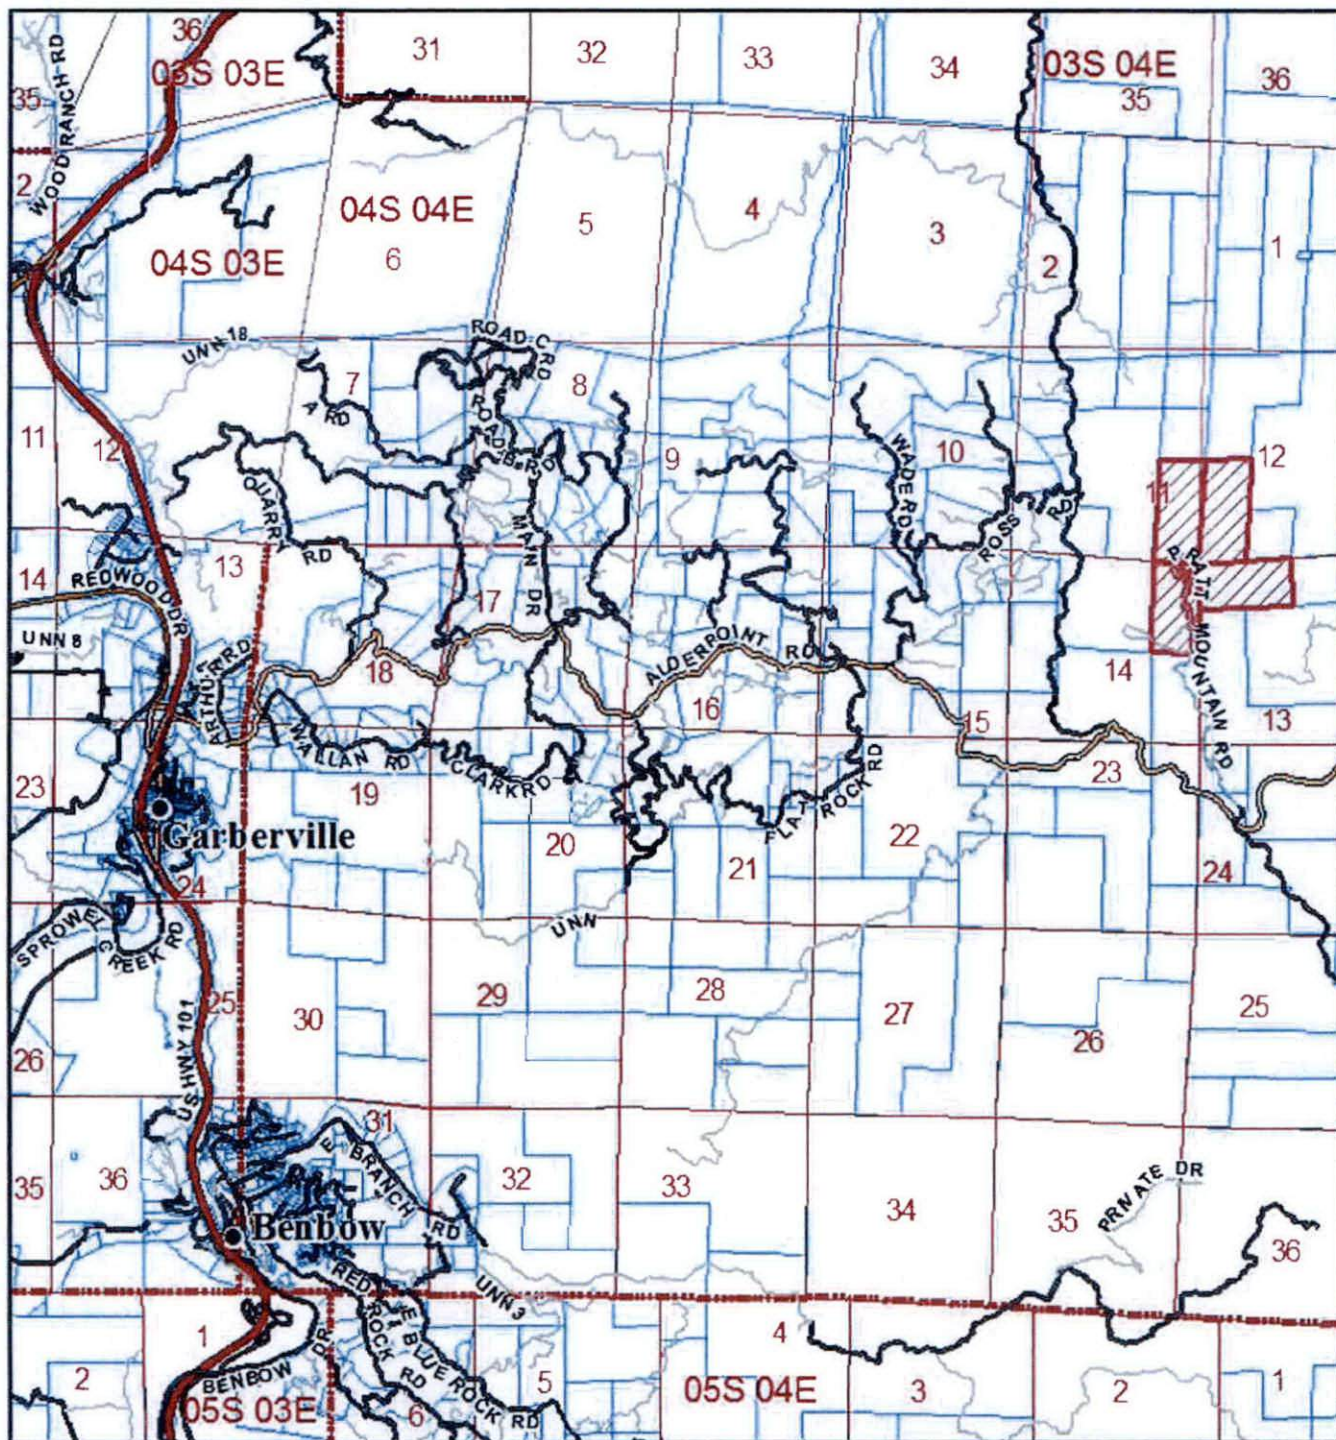 36
31
32
33
34
03S 04E
36
03S 03E
35
35
WOOD RANCH RD
2
04S 04E
5
4
3
1
04S 03E
6
2
UNN 18
ROAD C RD
7
8
A RD
ROAD B RD
11
12
9
WADE RD
10
12
11
QUARRY RD
MAIN DR
ROSS RD
14
13
REDWOOD DR
17
PRATT MOUNTAIN RD
UNN 8
ARTHUR RD
18
ALDERPOINT RD
14
16
15
13
WALLAN RD
CLARK RD
FLAT ROCK RD
23
19
23
Garberville
20
21
22
24
24
UNN
SPROWEL CREEK RD
25
30
29
28
27
26
25
26
US HWY 101
31
E BRANCH RD
35
36
32
33
34
35
PRIVATE DR
36
Benbow
RED ROCK RD
UNN 3
1
E BLUE ROCK RD
4
BENBOW DR
2
5
05S 04E
3
2
1
05S 03E
6